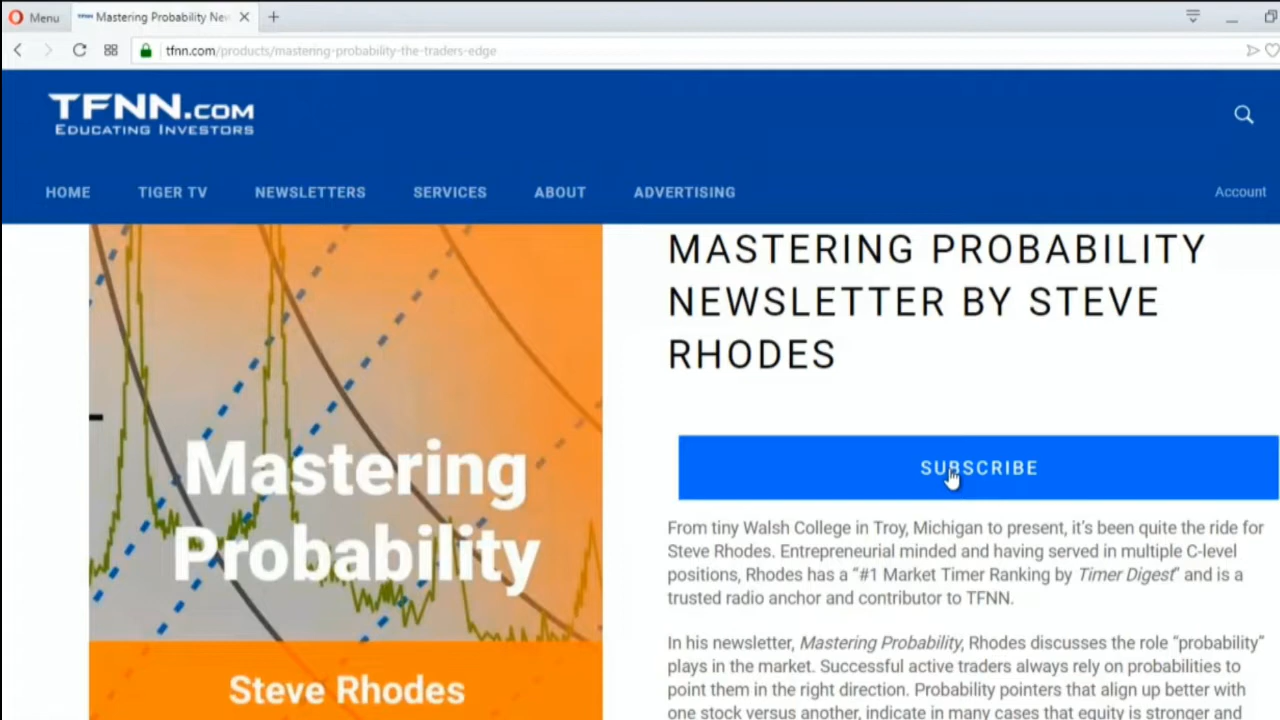 Menu
Mastering Probability New
tfnn.com/products/mastering-probability-the-traders-edge
TFNN.COM
EDUCATING INVESTORS
HOME TIGER TV NEWSLETTERS SERVICES ABOUT ADVERTISING Account
Mastering
Probability
Steve Rhodes
MASTERING PROBABILITY
NEWSLETTER BY STEVE
RHODES
SUBSCRIBE
From tiny Walsh College in Troy, Michigan to present, it's been quite the ride for
Steve Rhodes. Entrepreneurial minded and having served in multiple C-level
positions, Rhodes has a “#1 Market Timer Ranking by Timer Digest” and is a
trusted radio anchor and contributor to TFNN.
In his newsletter, Mastering Probability, Rhodes discusses the role “probability”
plays in the market. Successful active traders always rely on probabilities to
point them in the right direction. Probability pointers that align up better with
one stock versus another, indicate in many cases that equity is stronger and